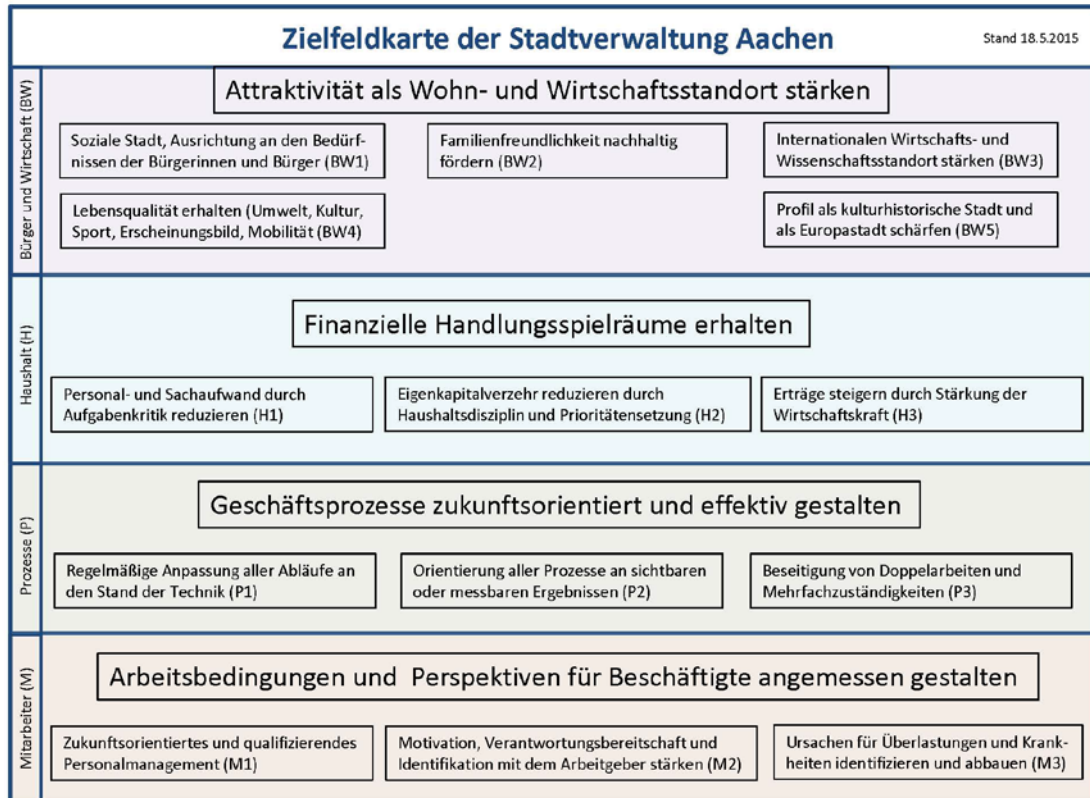 Zielfeldkarte der Stadtverwaltung Aachen
Stand 18.5.2015
Bürger und Wirtschaft (BW)
Attraktivität als Wohn- und Wirtschaftsstandort stärken
Soziale Stadt, Ausrichtung an den Bedürf-
nissen der Bürgerinnen und Bürger (BW1)
Familienfreundlichkeit nachhaltig
fördern (BW2)
Internationalen Wirtschafts- und
Wissenschaftsstandort stärken (BW3)
Lebensqualität erhalten (Umwelt, Kultur,
Sport, Erscheinungsbild, Mobilität (BW4)
Profil als kulturhistorische Stadt und
als Europastadt schärfen (BW5)
Haushalt (H)
Finanzielle Handlungsspielräume erhalten
Personal- und Sachaufwand durch
Aufgabenkritik reduzieren (H1)
Eigenkapitalverzehr reduzieren durch
Haushaltsdisziplin und Prioritätensetzung (H2)
Erträge steigern durch Stärkung der
Wirtschaftskraft (H3)
Prozesse (P)
Geschäftsprozesse zukunftsorientiert und effektiv gestalten
Regelmäßige Anpassung aller Abläufe an
den Stand der Technik (P1)
Orientierung aller Prozesse an sichtbaren
oder messbaren Ergebnissen (P2)
Beseitigung von Doppelarbeiten und
Mehrfachzuständigkeiten (P3)
Mitarbeiter (M)
Arbeitsbedingungen und Perspektiven für Beschäftigte angemessen gestalten
Zukunftsorientiertes und qualifizierendes
Personalmanagement (M1)
Motivation, Verantwortungsbereitschaft und
Identifikation mit dem Arbeitgeber stärken (M2)
Ursachen für Überlastungen und Krank-
heiten identifizieren und abbauen (M3)